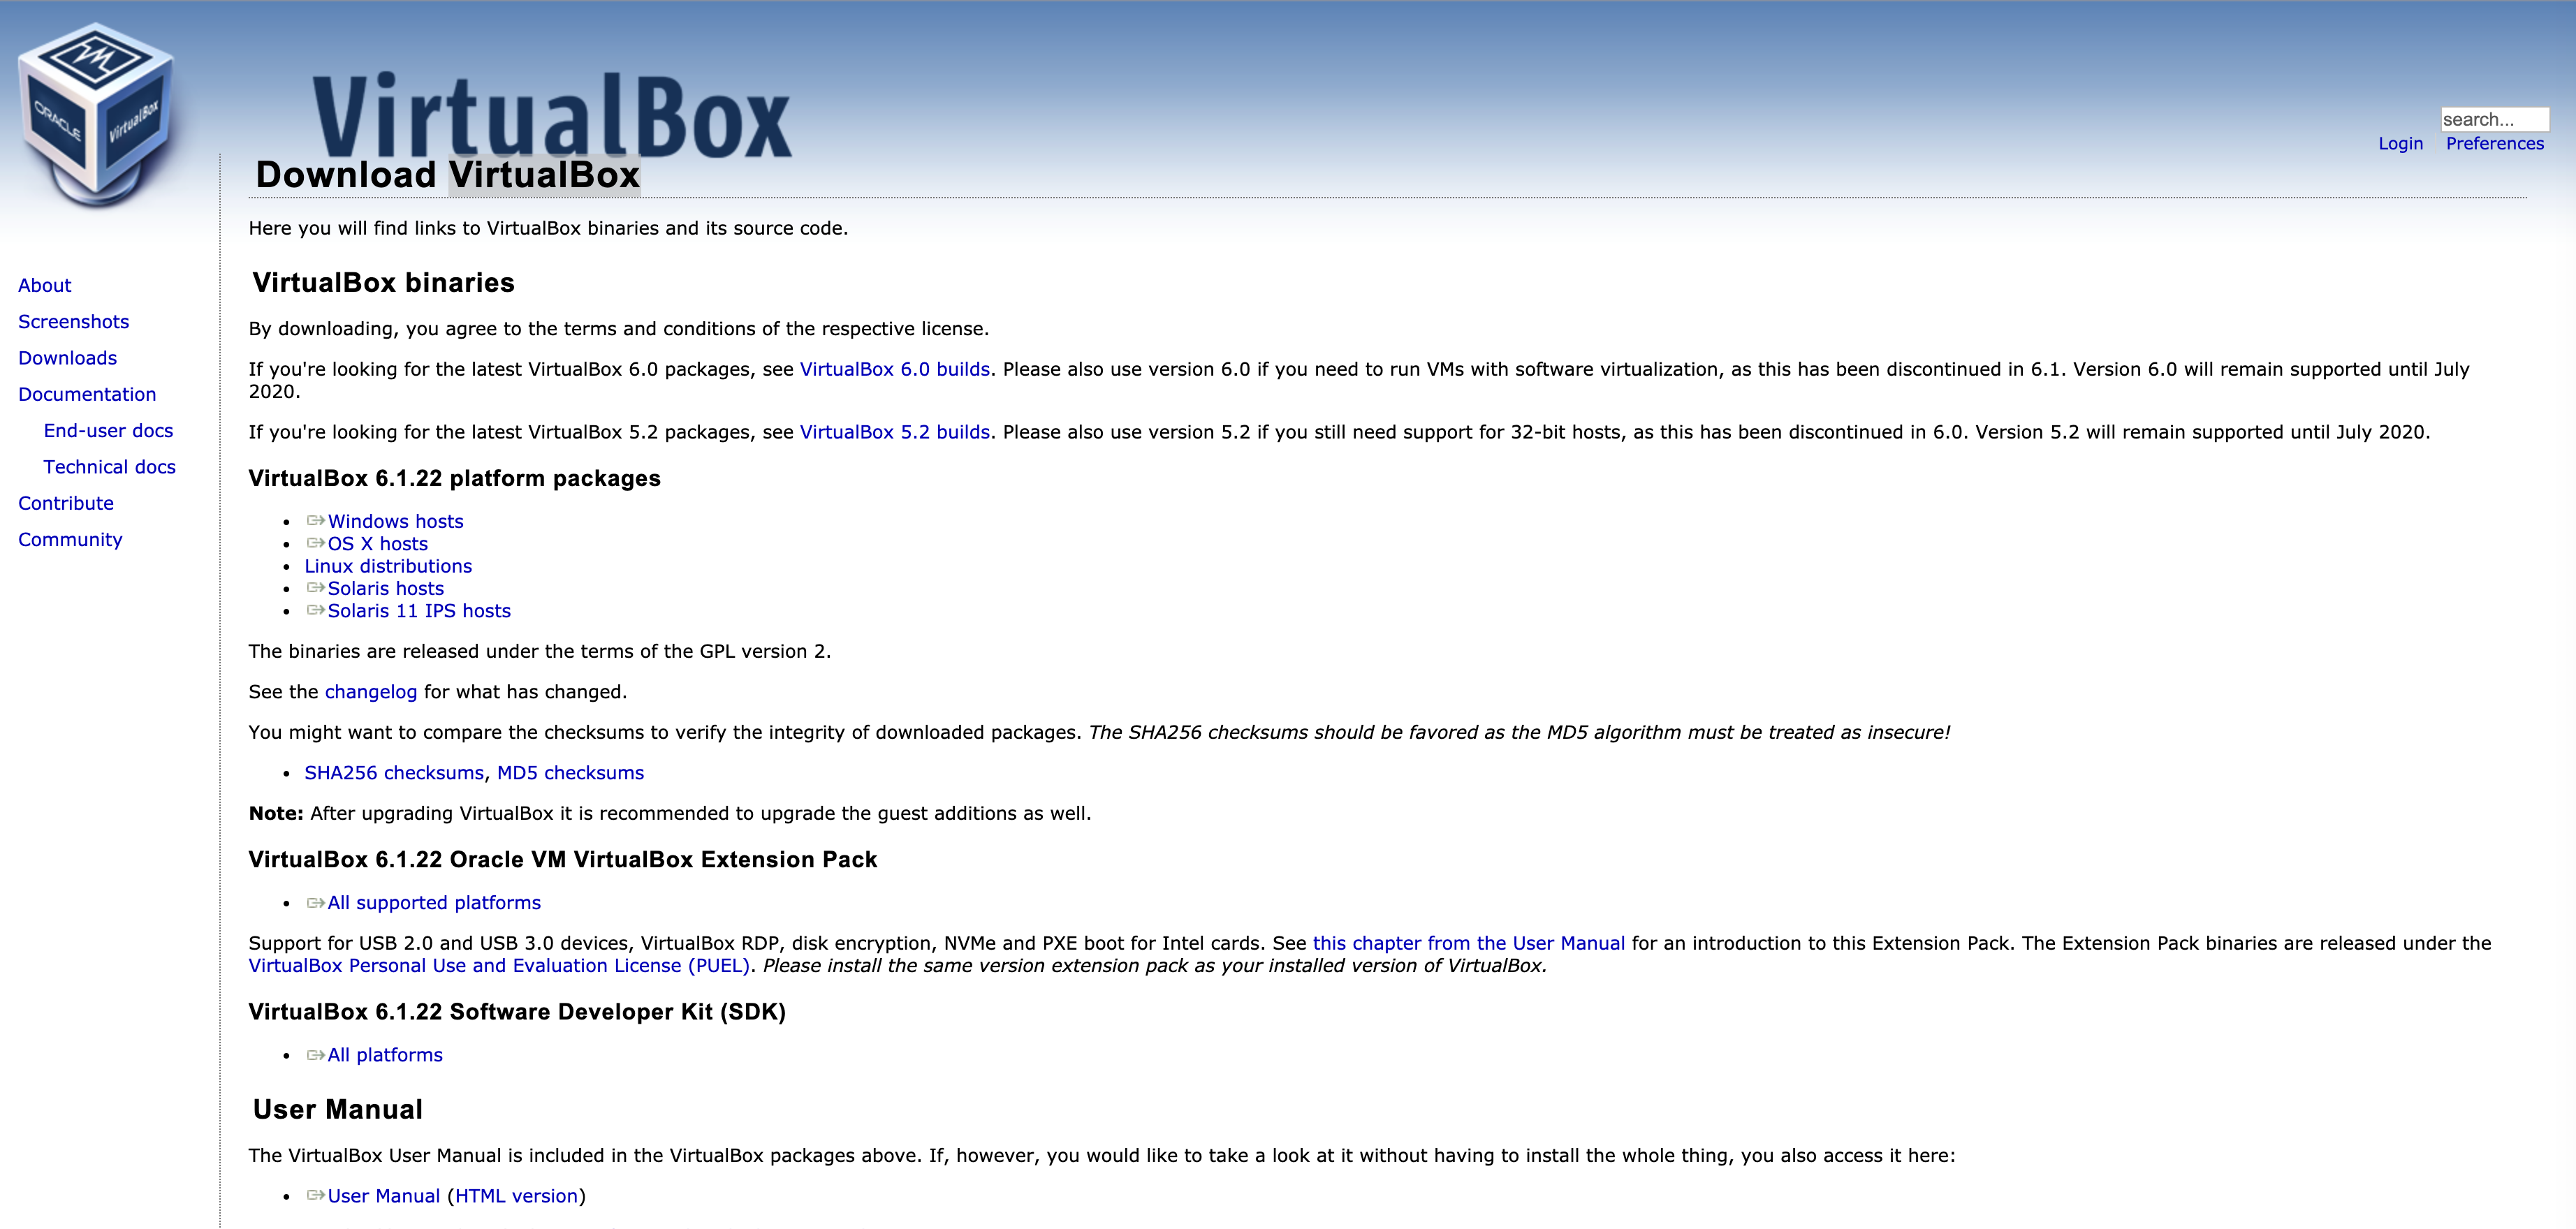 ORACLE
VirtualBox
VirtualBox
search...
Login Preferences
Download VirtualBox
Here you will find links to VirtualBox binaries and its source code.
About
Screenshots
Downloads
Documentation
End-user docs
Technical docs
Contribute
Community
VirtualBox binaries
By downloading, you agree to the terms and conditions of the respective license.
If you're looking for the latest VirtualBox 6.0 packages, see VirtualBox 6.0 builds. Please also use version 6.0 if you need to run VMs with software virtualization, as this has been discontinued in 6.1. Version 6.0 will remain supported until July
2020.
If you're looking for the latest VirtualBox 5.2 packages, see VirtualBox 5.2 builds. Please also use version 5.2 if you still need support for 32-bit hosts, as this has been discontinued in 6.0. Version 5.2 will remain supported until July 2020.
VirtualBox 6.1.22 platform packages
• Windows hosts
• OS X hosts
• Linux distributions
• Solaris hosts
• Solaris 11 IPS hosts
The binaries are released under the terms of the GPL version 2.
See the changelog for what has changed.
You might want to compare the checksums to verify the integrity of downloaded packages. The SHA256 checksums should be favored as the MD5 algorithm must be treated as insecure!
• SHA256 checksums, MD5 checksums
Note: After upgrading VirtualBox it is recommended to upgrade the guest additions as well.
VirtualBox 6.1.22 Oracle VM VirtualBox Extension Pack
• All supported platforms
Support for USB 2.0 and USB 3.0 devices, VirtualBox RDP, disk encryption, NVMe and PXE boot for Intel cards. See this chapter from the User Manual for an introduction to this Extension Pack. The Extension Pack binaries are released under the
VirtualBox Personal Use and Evaluation License (PUEL). Please install the same version extension pack as your installed version of VirtualBox.
VirtualBox 6.1.22 Software Developer Kit (SDK)
• All platforms
User Manual
The VirtualBox User Manual is included in the VirtualBox packages above. If, however, you would like to take a look at it without having to install the whole thing, you also access it here:
• User Manual (HTML version)